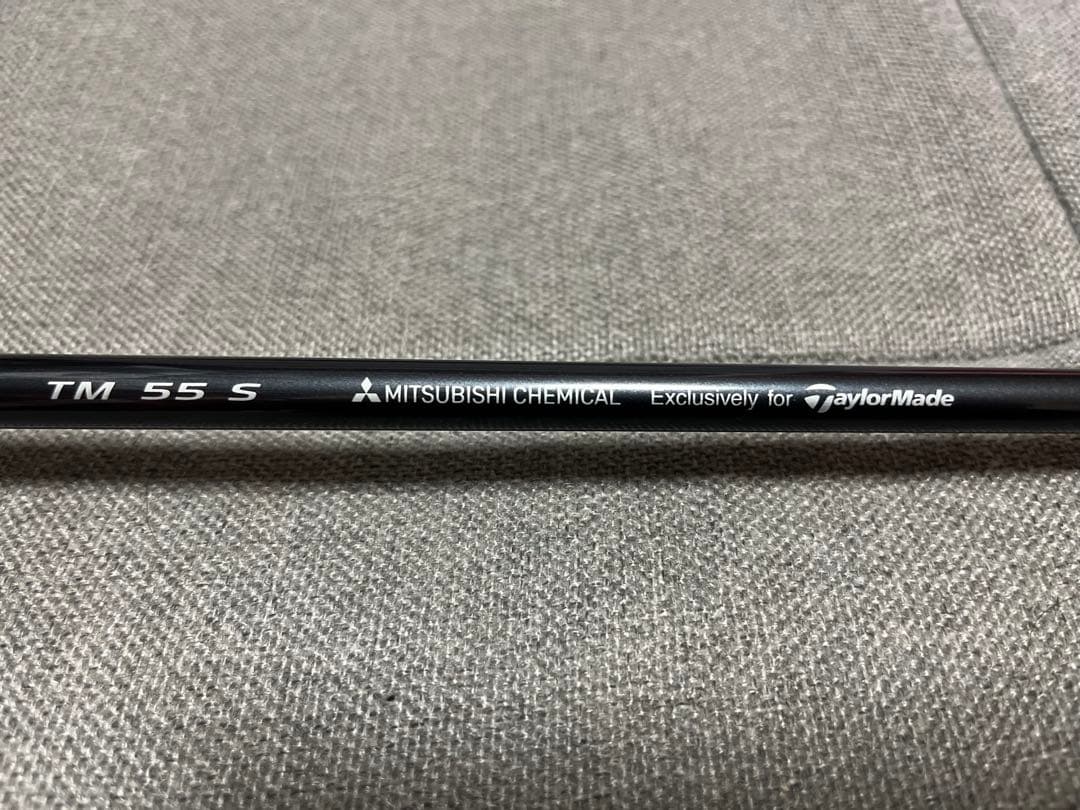 TM 55 S MITSUBISHI CHEMICAL Exclusively for TaylorMade